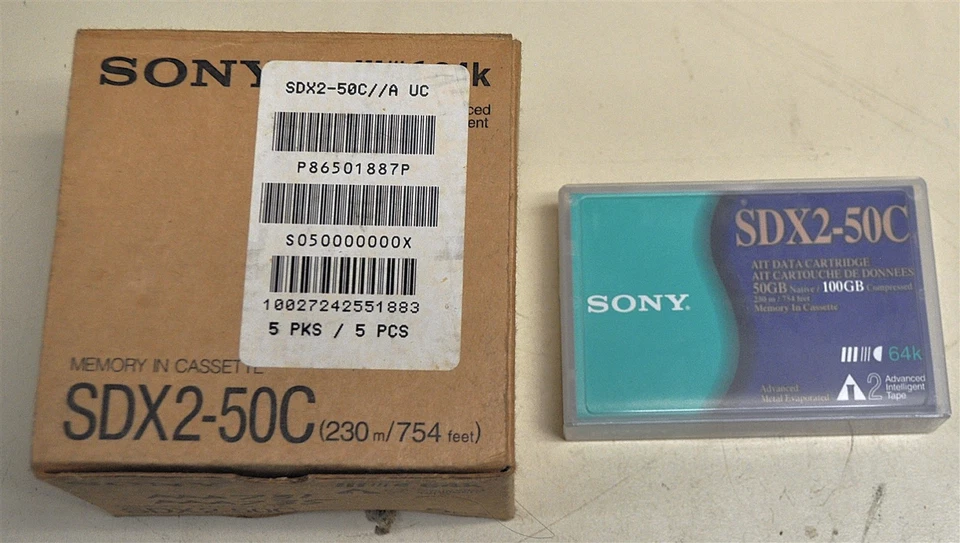 SONY
64k
SDX2-50C//A UC
P86501887P
S050000000X
10027242551883
5 PKS / 5 PCS
MEMORY IN CASSETTE
SDX2-50C (230 m/754 feet)
SDX2-50C
AIT DATA CARTRIDGE
AIT CARTOUCHE DE DONNÉES
50GB Native / 100GB Compressed
230 m / 754 feet
Memory In Cassette
SONY.
64k
Advanced
Metal Evaporated
2 Advanced
Intelligent
Tape